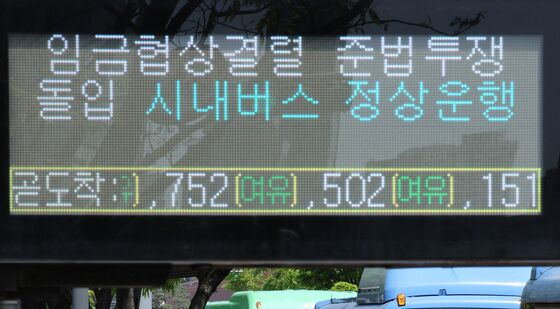 임금협상결렬 준법투쟁
돌입 시내버스 정상운행
곧도착: ),752(여유),502(여유),151